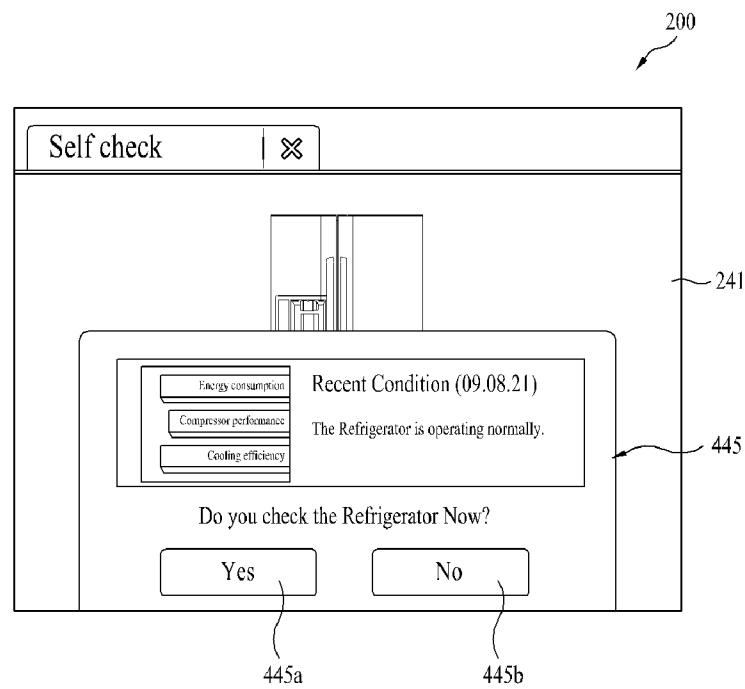 200
Self check
241
Energy consumption
Compressor performance
Cooling efficiency
Recent Condition (09.08.21)
The Refrigerator is operating normally.
445
Do you check the Refrigerator Now?
Yes
No
445a
445b